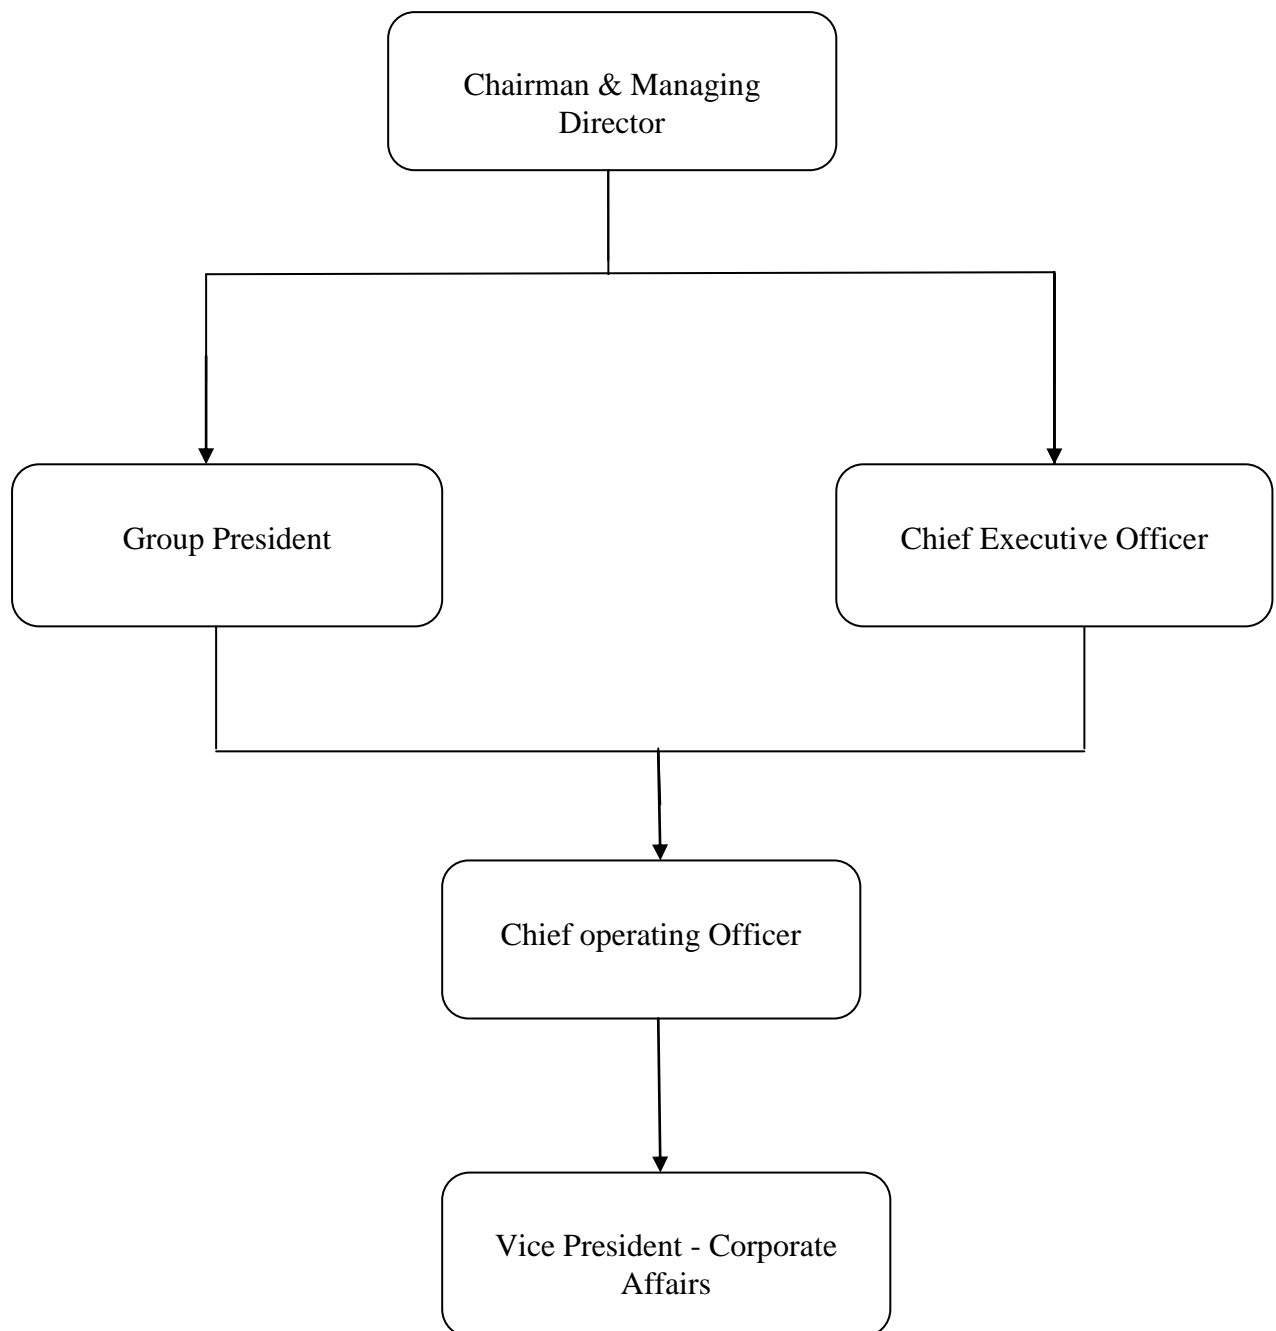 Chairman & Managing
Director
Group President
Chief Executive Officer
Chief operating Officer
Vice President - Corporate
Affairs